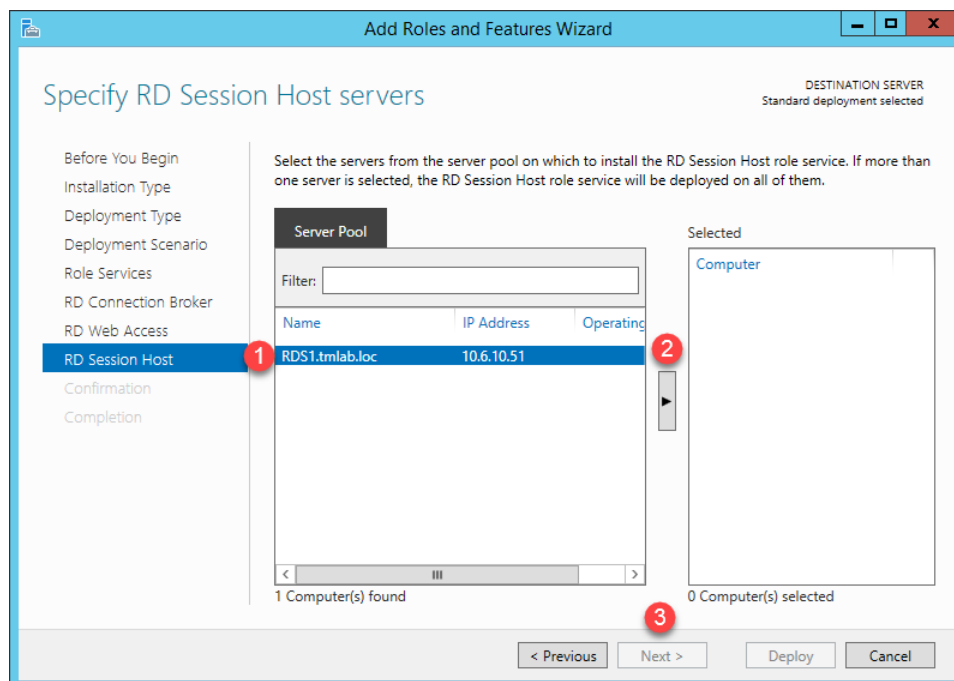 Add Roles and Features Wizard
Specify RD Session Host servers
DESTINATION SERVER
Standard deployment selected
Before You Begin
Installation Type
Deployment Type
Deployment Scenario
Role Services
RD Connection Broker
RD Web Access
RD Session Host
Confirmation
Completion
Select the servers from the server pool on which to install the RD Session Host role service. If more than
one server is selected, the RD Session Host role service will be deployed on all of them.
Server Pool
Filter:
Name IP Address Operating
1 RDS1.tmlab.loc 10.6.10.51
1 Computer(s) found
2
Selected
Computer
0 Computer(s) selected
3
< Previous Next > Deploy Cancel